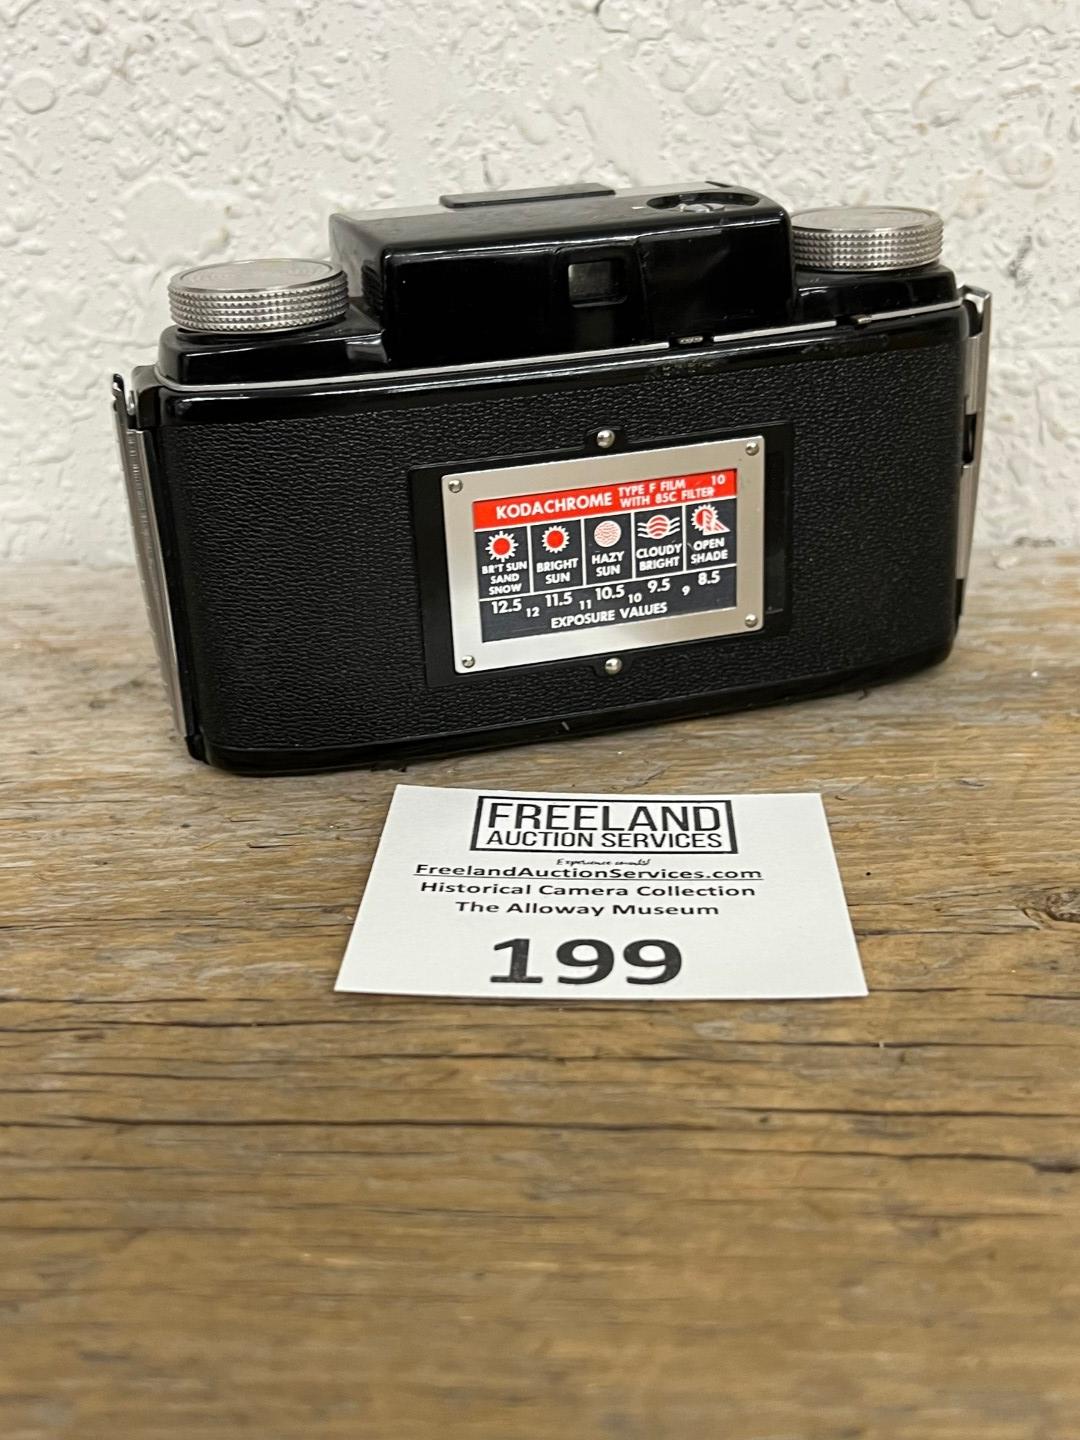 KODACHROME TYPE F FILM 10
WITH 85C FILTER
BR'T SUN
SAND
SNOW
BRIGHT
SUN
HAZY
SUN
CLOUDY
BRIGHT
OPEN
SHADE
12.5 12 11.5 11 10.5 10 9.5 9 8.5
EXPOSURE VALUES
FREELAND
AUCTION SERVICES
Experience counts!
FreelandAuctionServices.com
Historical Camera Collection
The Alloway Museum
199